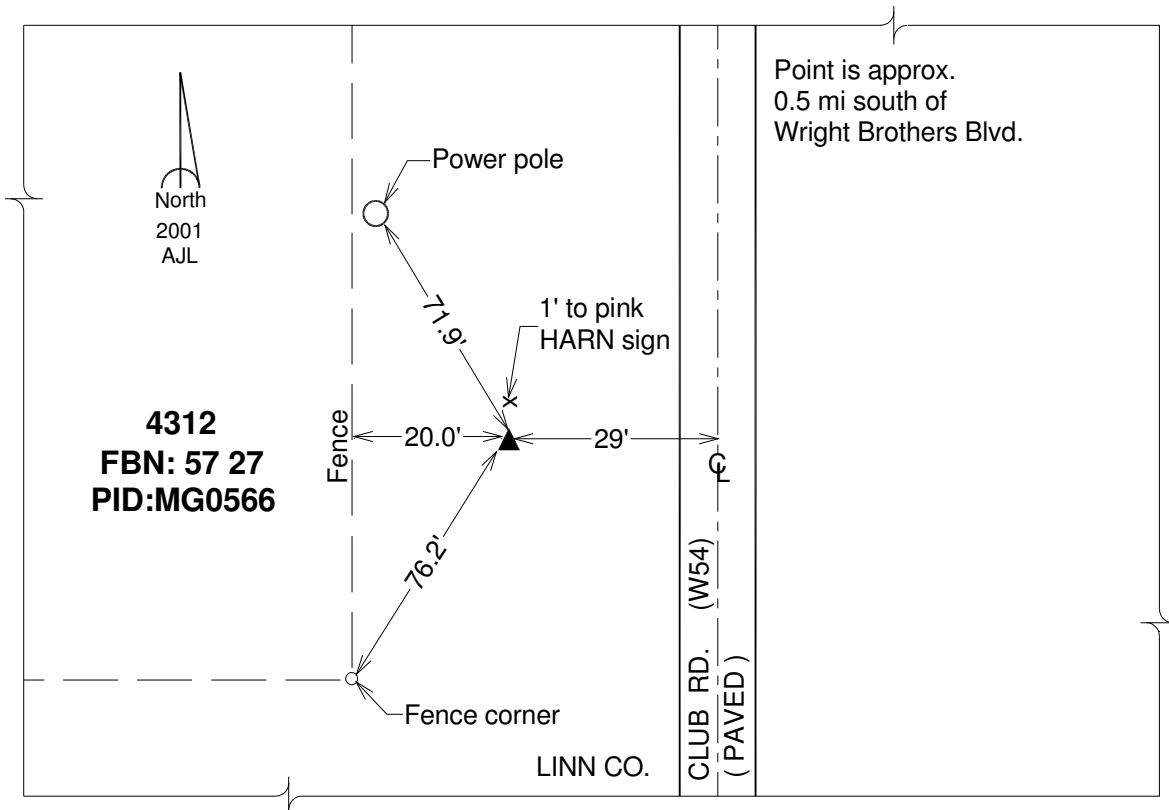 Point is approx.
0.5 mi south of
Wright Brothers Blvd.
Power pole
North
2001
AJL
71.9'
1' to pink
HARN sign
x
4312
FBN: 57 27
PID:MG0566
Fence
20.0'
29'
CL
76.2'
CLUB RD. (W54)
( PAVED )
Fence corner
LINN CO.